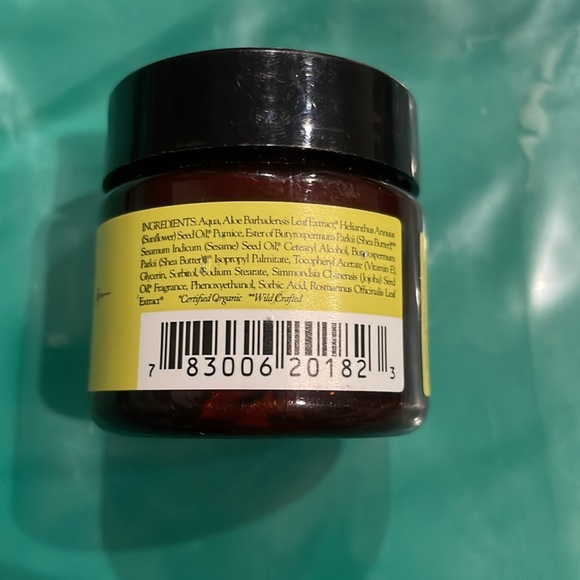 INGREDIENTS: Aqua, Aloe Barbadensis Leaf Extract,* Helianthus Annuus
(Sunflower) Seed Oil,* Pumice, Ester of Butyrospermum Parkii (Shea Butter),**
Sesamum Indicum (Sesame) Seed Oil,* Cetearyl Alcohol, Butyrospermum
Parkii (Shea Butter),* Isopropyl Palmitate, Tocopheryl Acetate (Vitamin E),
Glycerin, Sorbitol, Sodium Stearate, Simmondsia Chinensis (Jojoba) Seed
Oil,* Fragrance, Phenoxyethanol, Sorbic Acid, Rosmarinus Officinalis Leaf
Extract* *Certified Organic **Wild Crafted
7 83006 20182 3